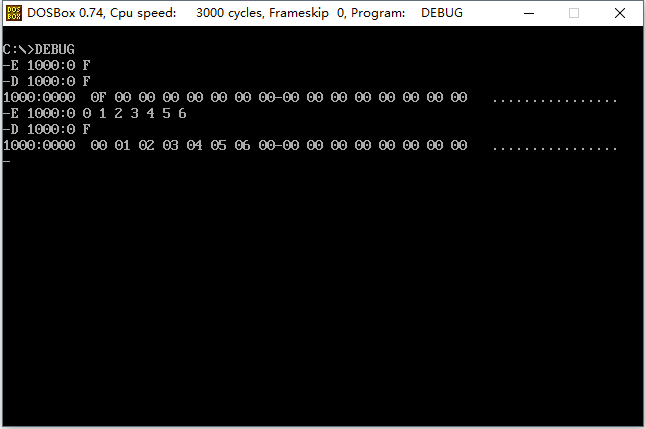 DOS BOX DOSBox 0.74, Cpu speed: 3000 cycles, Frameskip 0, Program: DEBUG
C:\>DEBUG
-E 1000:0 F
-D 1000:0 F
1000:0000 0F 00 00 00 00 00 00 00-00 00 00 00 00 00 00 00 ................
-E 1000:0 0 1 2 3 4 5 6
-D 1000:0 F
1000:0000 00 01 02 03 04 05 06 00-00 00 00 00 00 00 00 00 ................
-